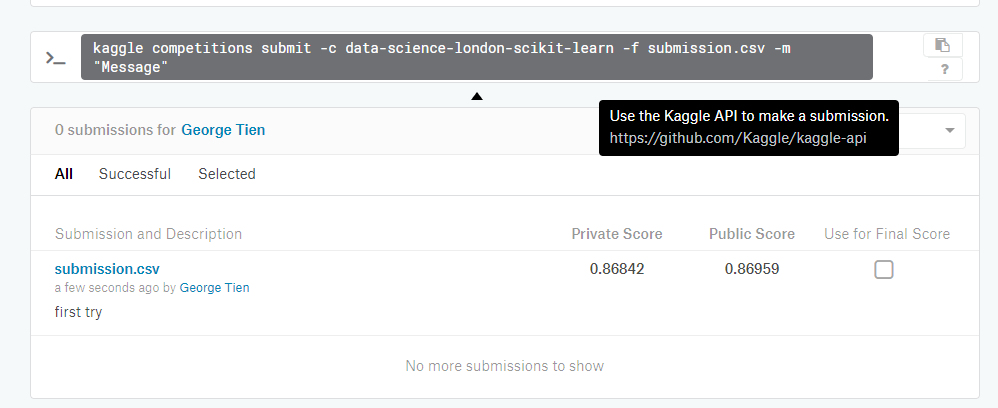 kaggle competitions submit -c data-science-london-scikit-learn -f submission.csv -m
"Message"
?
Use the Kaggle API to make a submission.
https://github.com/Kaggle/kaggle-api
0 submissions for George Tien
All Successful Selected
Submission and Description Private Score Public Score Use for Final Score
submission.csv 0.86842 0.86959
a few seconds ago by George Tien
first try
No more submissions to show